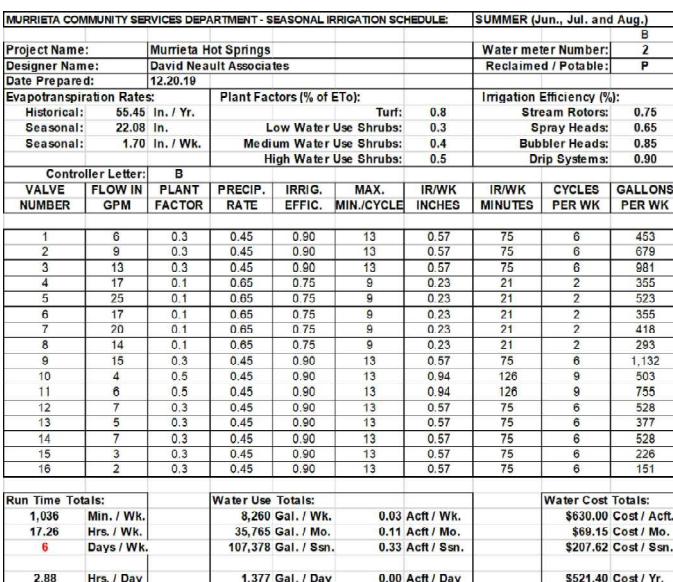 MURRIETA COMMUNITY SERVICES DEPARTMENT - SEASONAL IRRIGATION SCHEDULE: SUMMER (Jun., Jul. and Aug.)
B
Project Name: Murrieta Hot Springs Water meter Number: 2
Designer Name: David Neault Associates Reclaimed / Potable: P
Date Prepared: 12.20.19
Evapotranspiration Rates: Plant Factors (% of ETo): Irrigation Efficiency (%):
Historical: 55.45 In. / Yr. Turf: 0.8 Stream Rotors: 0.75
Seasonal: 22.08 In. Low Water Use Shrubs: 0.3 Spray Heads: 0.65
Seasonal: 1.70 In. / Wk. Medium Water Use Shrubs: 0.4 Bubbler Heads: 0.85
High Water Use Shrubs: 0.5 Drip Systems: 0.90
Controller Letter: B
VALVE FLOW IN PLANT PRECIP. IRRIG. MAX. IR/WK IR/WK CYCLES GALLONS
NUMBER GPM FACTOR RATE EFFIC. MIN./CYCLE INCHES MINUTES PER WK PER WK
1 6 0.3 0.45 0.90 13 0.57 75 6 453
2 9 0.3 0.45 0.90 13 0.57 75 6 679
3 13 0.3 0.45 0.90 13 0.57 75 6 981
4 17 0.1 0.65 0.75 9 0.23 21 2 355
5 25 0.1 0.65 0.75 9 0.23 21 2 523
6 17 0.1 0.65 0.75 9 0.23 21 2 355
7 20 0.1 0.65 0.75 9 0.23 21 2 418
8 14 0.1 0.65 0.75 9 0.23 21 2 293
9 15 0.3 0.45 0.90 13 0.57 75 6 1,132
10 4 0.5 0.45 0.90 13 0.94 126 9 503
11 6 0.5 0.45 0.90 13 0.94 126 9 755
12 7 0.3 0.45 0.90 13 0.57 75 6 528
13 5 0.3 0.45 0.90 13 0.57 75 6 377
14 7 0.3 0.45 0.90 13 0.57 75 6 528
15 3 0.3 0.45 0.90 13 0.57 75 6 226
16 2 0.3 0.45 0.90 13 0.57 75 6 151
Run Time Totals: Water Use Totals: Water Cost Totals:
1,036 Min. / Wk. 8,260 Gal. / Wk. 0.03 Acft / Wk. $630.00 Cost / Acft.
17.26 Hrs. / Wk. 35,765 Gal. / Mo. 0.11 Acft / Mo. $69.15 Cost / Mo.
6 Days / Wk. 107,378 Gal. / Ssn. 0.33 Acft / Ssn. $207.62 Cost / Ssn.
2.88 Hrs. / Day 1,377 Gal. / Day 0.00 Acft / Day $521.40 Cost / Yr.